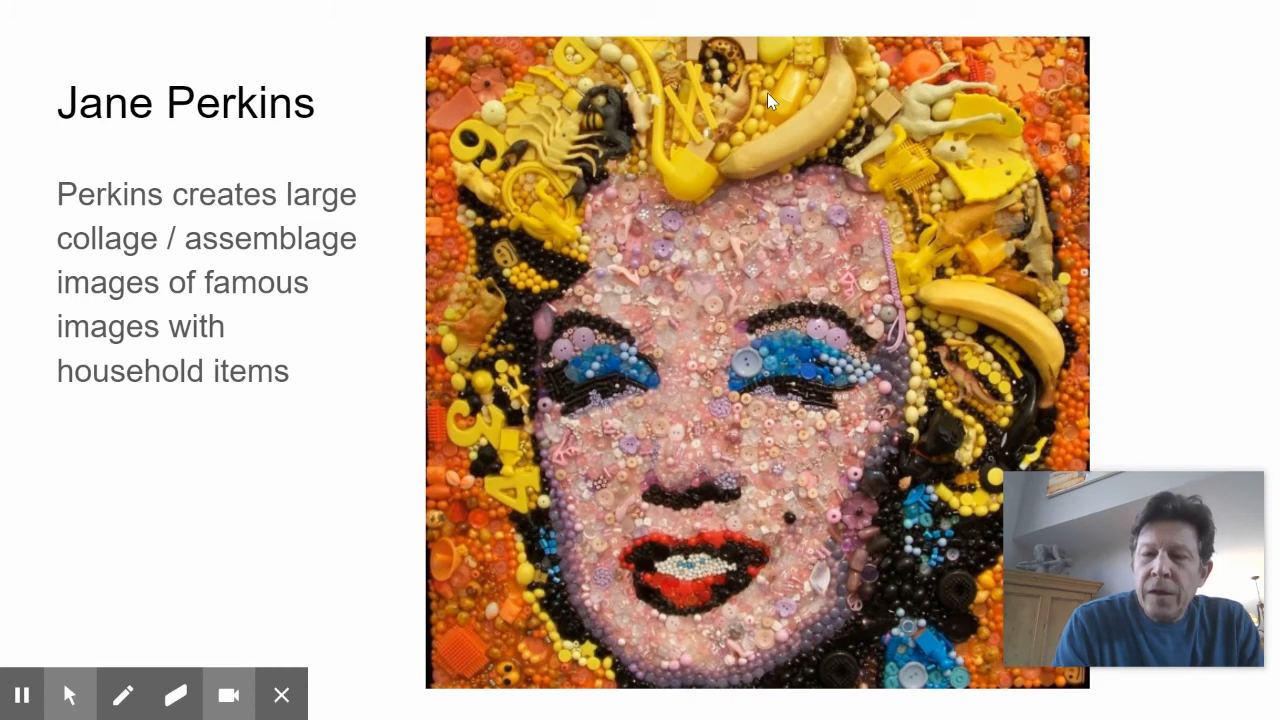 Jane Perkins
Perkins creates large
collage / assemblage
images of famous
images with
household items